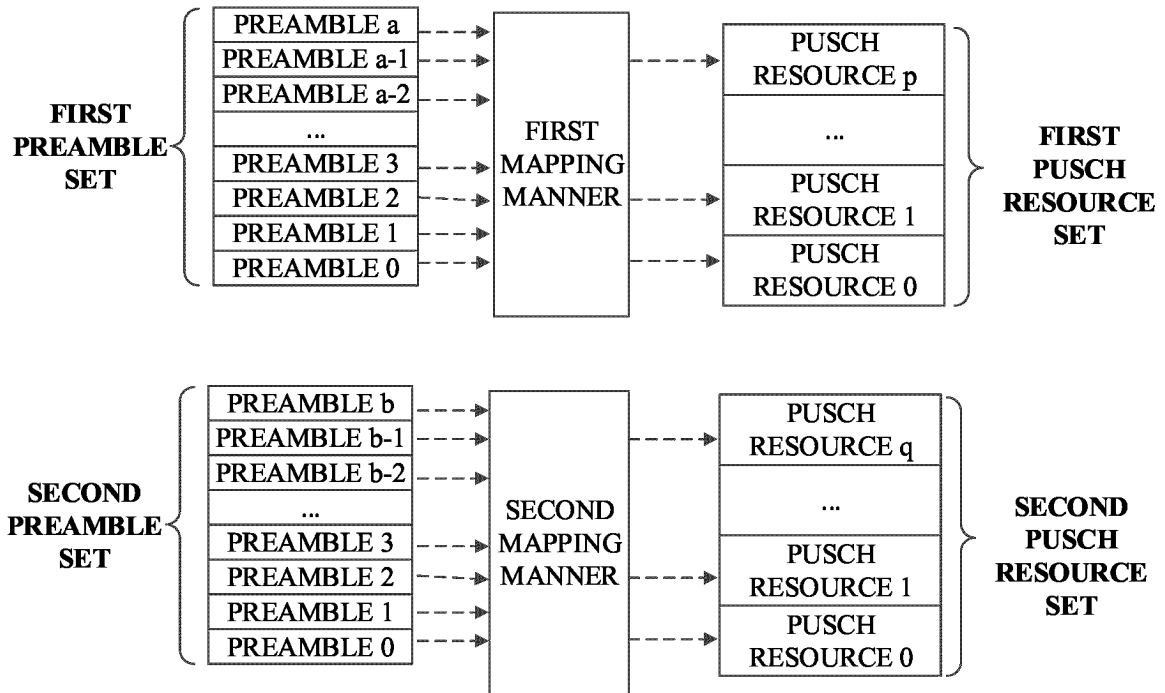 FIRST
PREAMBLE
SET
PREAMBLE a
PREAMBLE a-1
PREAMBLE a-2
...
PREAMBLE 3
PREAMBLE 2
PREAMBLE 1
PREAMBLE 0
FIRST
MAPPING
MANNER
PUSCH
RESOURCE p
...
PUSCH
RESOURCE 1
PUSCH
RESOURCE 0
FIRST
PUSCH
RESOURCE
SET
SECOND
PREAMBLE
SET
PREAMBLE b
PREAMBLE b-1
PREAMBLE b-2
...
PREAMBLE 3
PREAMBLE 2
PREAMBLE 1
PREAMBLE 0
SECOND
MAPPING
MANNER
PUSCH
RESOURCE q
...
PUSCH
RESOURCE 1
PUSCH
RESOURCE 0
SECOND
PUSCH
RESOURCE
SET